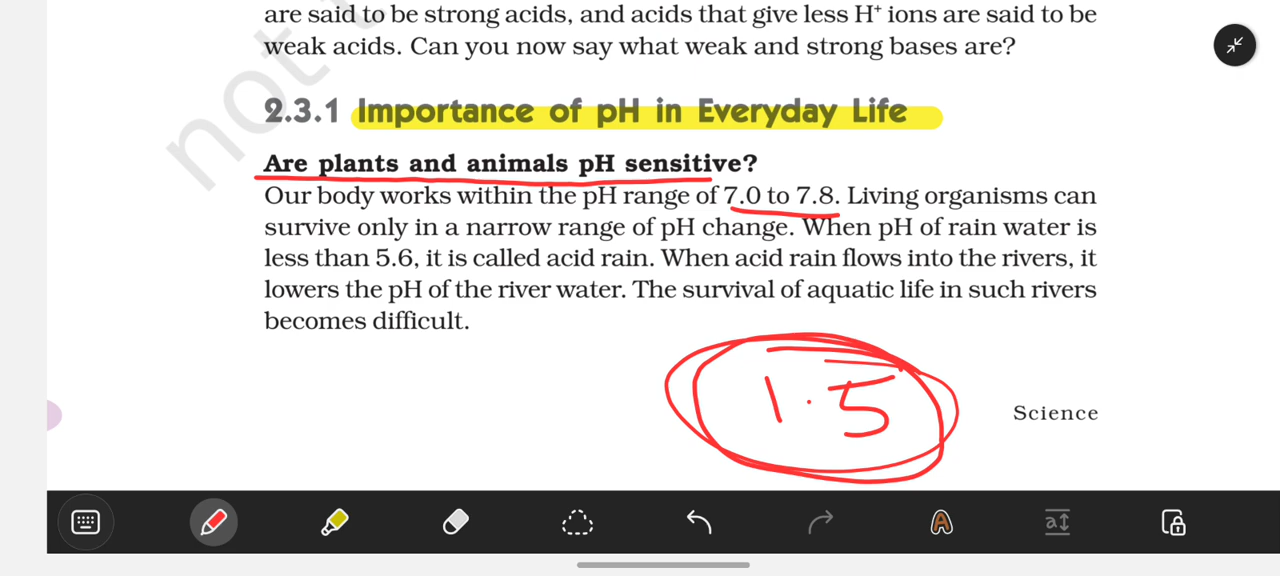 are said to be strong acids, and acids that give less H⁺ ions are said to be
weak acids. Can you now say what weak and strong bases are?
not
2.3.1 Importance of pH in Everyday Life
Are plants and animals pH sensitive?
Our body works within the pH range of 7.0 to 7.8. Living organisms can
survive only in a narrow range of pH change. When pH of rain water is
less than 5.6, it is called acid rain. When acid rain flows into the rivers, it
lowers the pH of the river water. The survival of aquatic life in such rivers
becomes difficult.
1.5
Science
A
a